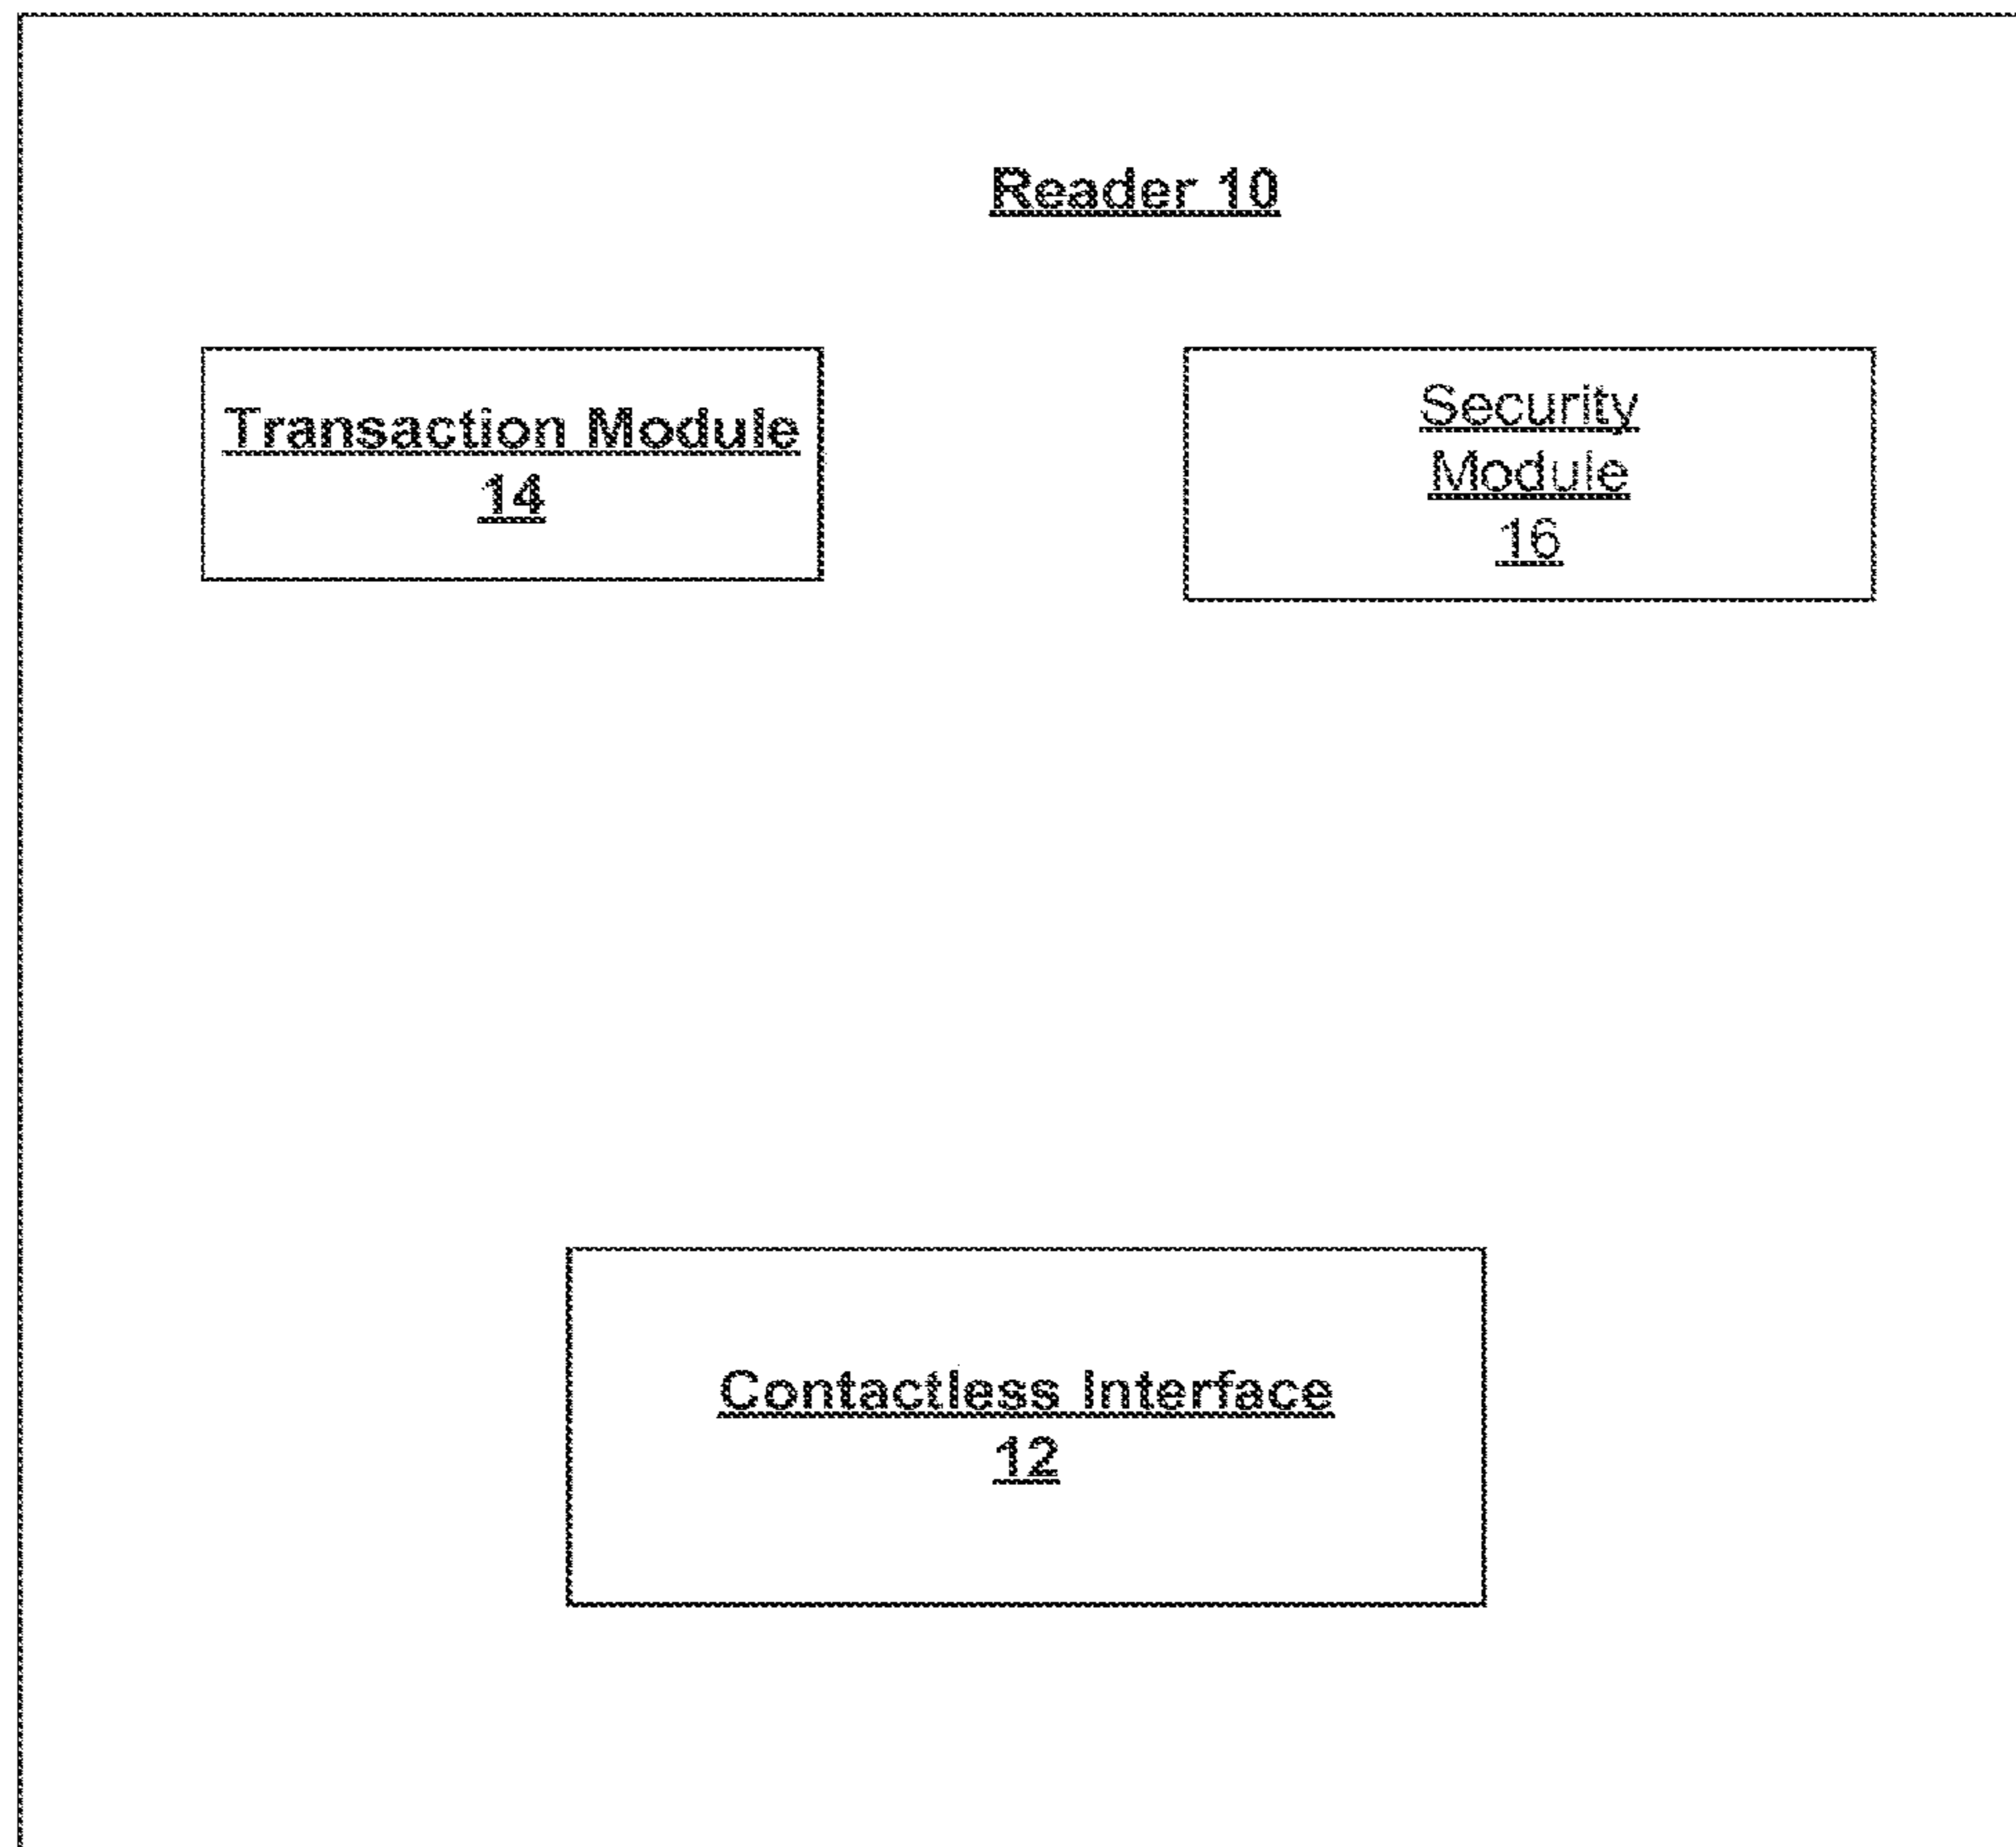 Reader 10
Transaction Module
14
Security
Module
16
Contactless Interface
12